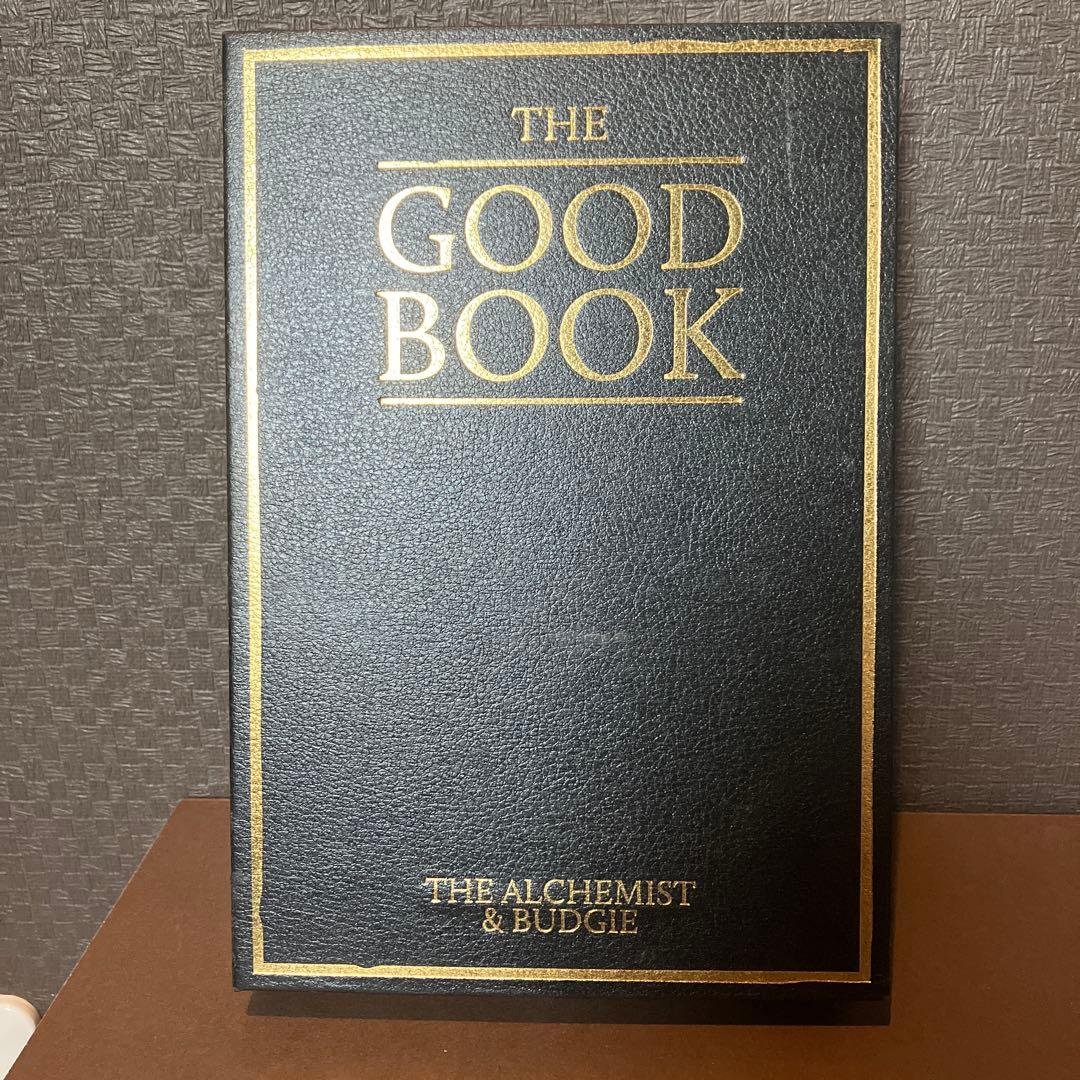 THE
GOOD
BOOK
THE ALCHEMIST
& BUDGIE